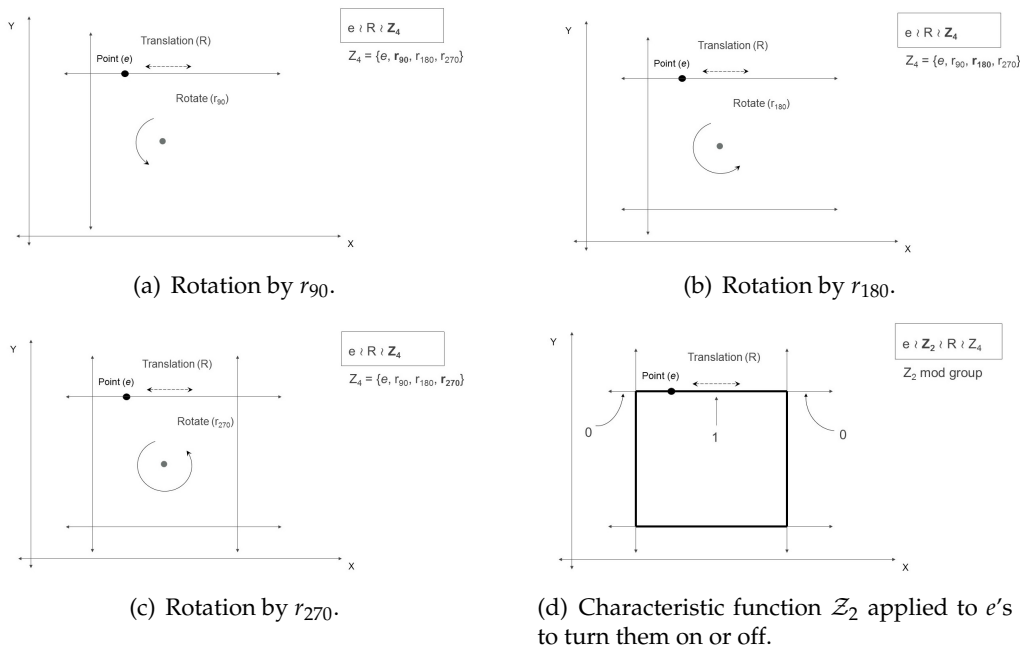 Y
Translation (R)
Point (e)
Rotate (r90)
X
e ≀ R ≀ Z4
Z4 = {e, r90, r180, r270}
(a) Rotation by r90.
Y
Translation (R)
Point (e)
Rotate (r180)
X
e ≀ R ≀ Z4
Z4 = {e, r90, r180, r270}
(b) Rotation by r180.
Y
Translation (R)
Point (e)
Rotate (r270)
X
e ≀ R ≀ Z4
Z4 = {e, r90, r180, r270}
(c) Rotation by r270.
Y
Translation (R)
Point (e)
0
1
0
X
e ≀ Z2 ≀ R ≀ Z4
Z2 mod group
(d) Characteristic function Z2 applied to e's
to turn them on or off.